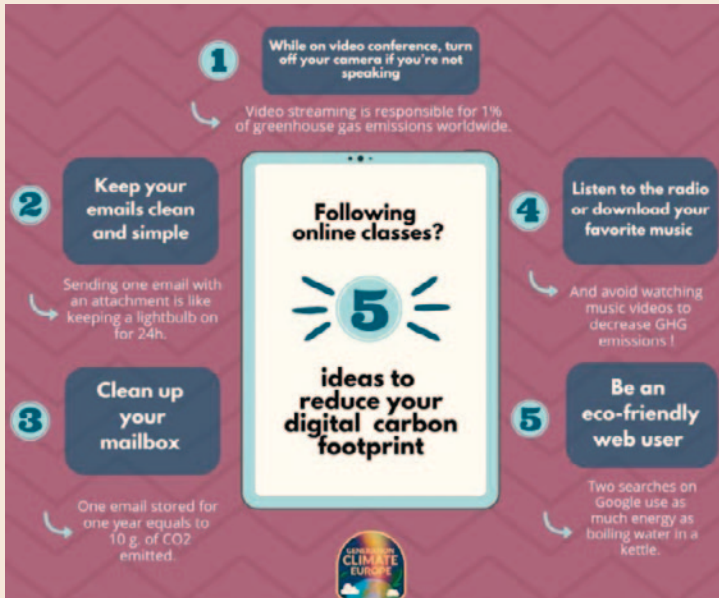 1
While on video conference, turn
off your camera if you're not
speaking
Video streaming is responsible for 1%
of greenhouse gas emissions worldwide.
2
Keep your
emails clean
and simple
Sending one email with
an attachment is like
keeping a lightbulb on
for 24h.
3
Clean up
your
mailbox
One email stored for
one year equals to
10 g. of CO2
emitted.
Following
online classes?
5
ideas to
reduce your
digital carbon
footprint
4
Listen to the radio
or download your
favorite music
And avoid watching
music videos to
decrease GHG
emissions !
5
Be an
eco-friendly
web user
Two searches on
Google use as
much energy as
boiling water in a
kettle.
GENERATION
CLIMATE
EUROPE